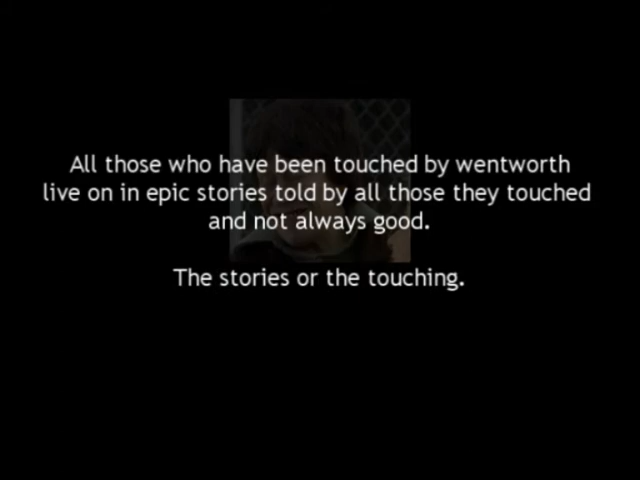 All those who have been touched by wentworth
live on in epic stories told by all those they touched
and not always good.
The stories or the touching.